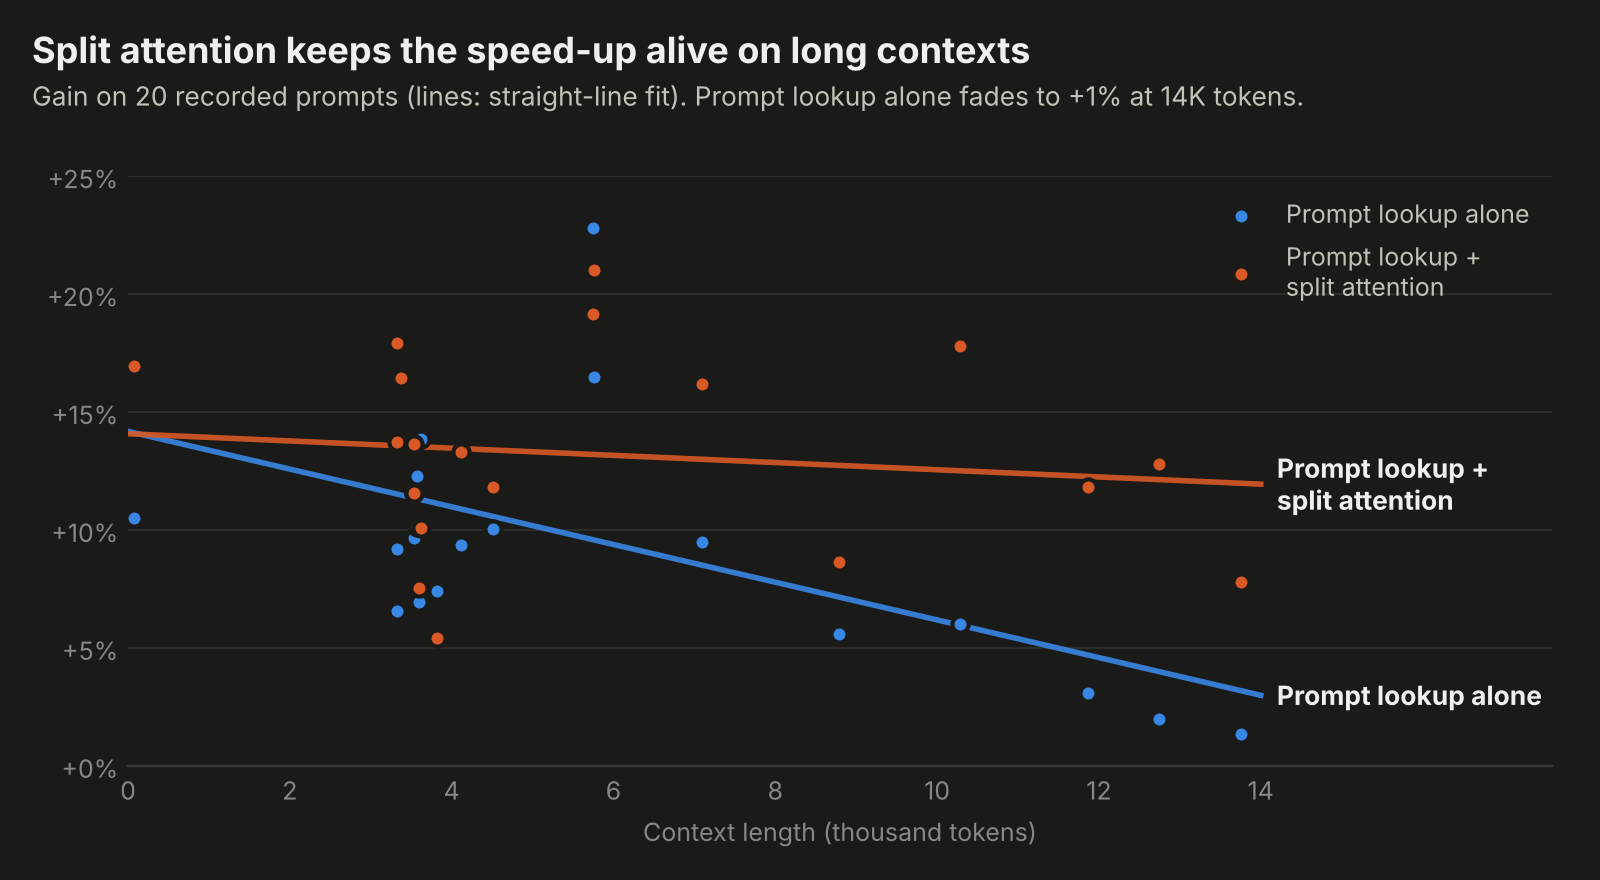 Split attention keeps the speed-up alive on long contexts
Gain on 20 recorded prompts (lines: straight-line fit). Prompt lookup alone fades to +1% at 14K tokens.
+25%
Prompt lookup alone
Prompt lookup +
split attention
+20%
+15%
Prompt lookup +
split attention
+10%
+5%
Prompt lookup alone
+0%
0 2 4 6 8 10 12 14
Context length (thousand tokens)